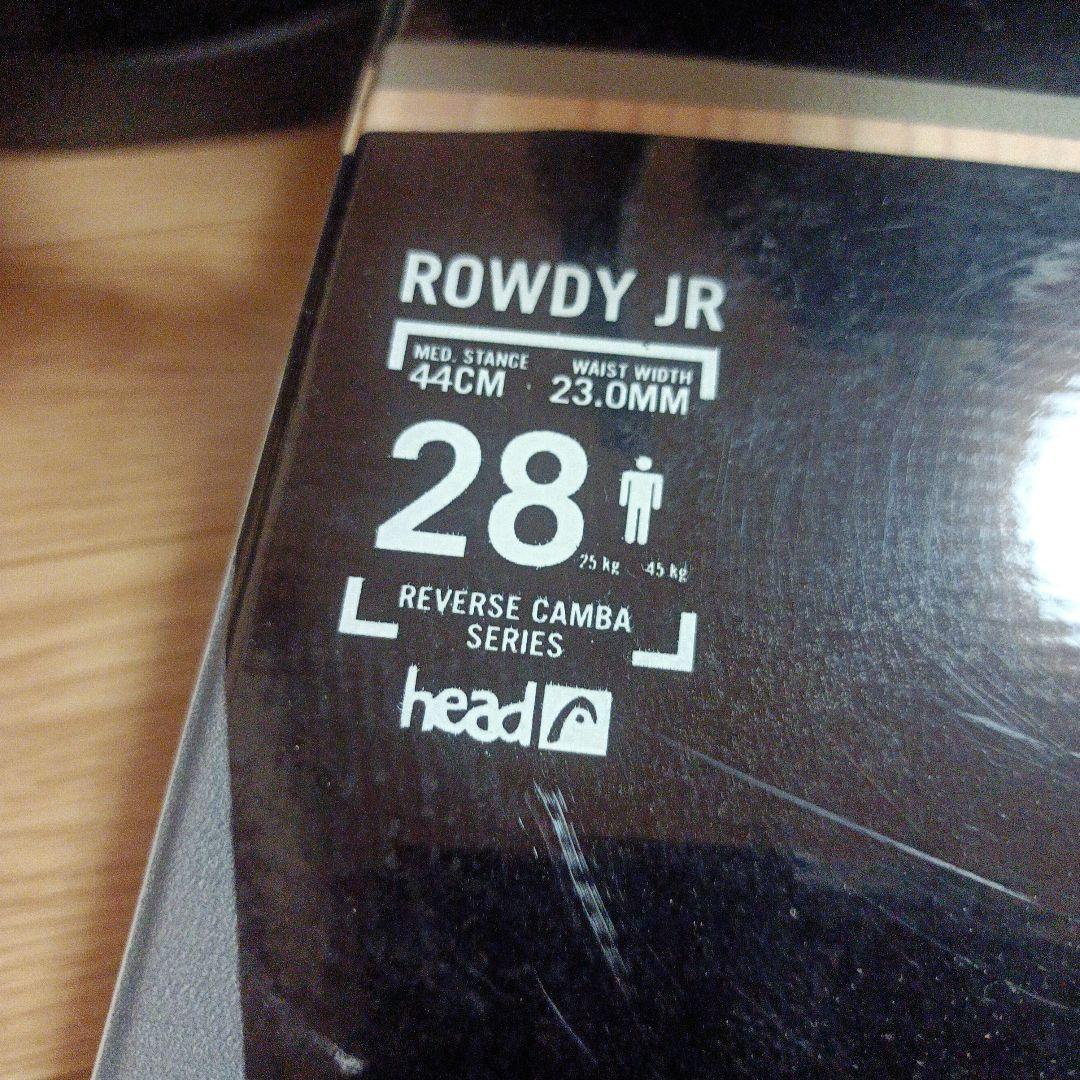 ROWDY JR
MED. STANCE WAIST WIDTH
44CM 23.0MM
28
25 kg 45 kg
REVERSE CAMBA
SERIES
head